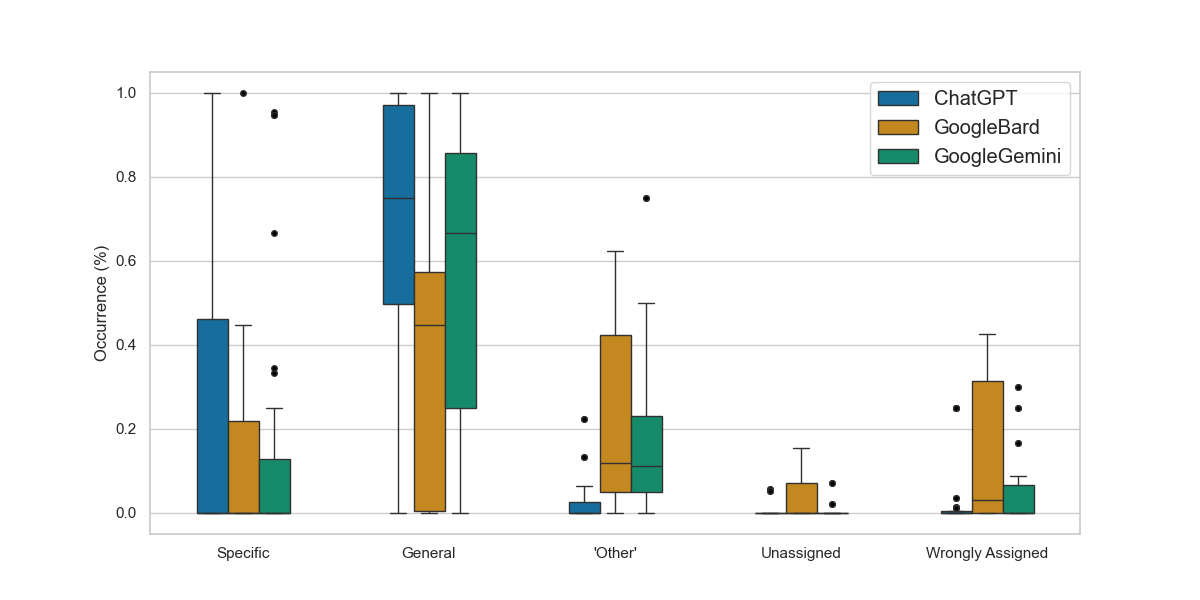 1.0
0.8
0.6
0.4
0.2
0.0
Occurrence (%)
ChatGPT
GoogleBard
GoogleGemini
Specific
General
'Other'
Unassigned
Wrongly Assigned